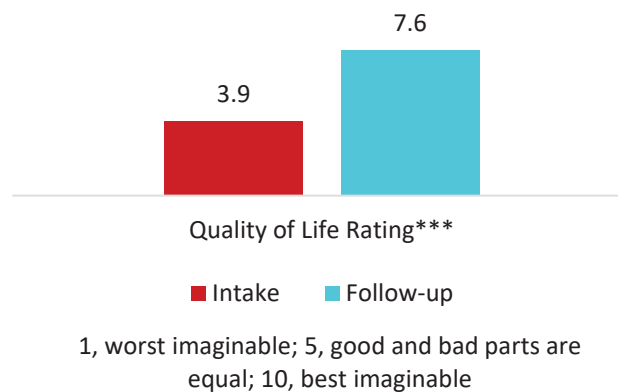 7.6
3.9
Quality of Life Rating***
Intake Follow-up
1, worst imaginable; 5, good and bad parts are
equal; 10, best imaginable